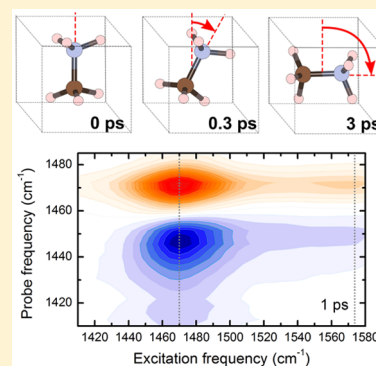 0 ps
0.3 ps
3 ps
1480
1460
1440
1420
Probe frequency (cm⁻¹)
1 ps
1420 1440 1460 1480 1500 1520 1540 1560 1580
Excitation frequency (cm⁻¹)